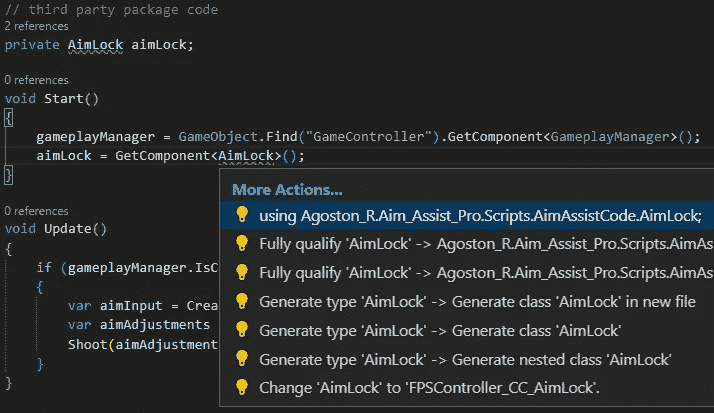 // third party package code
2 references
private AimLock aimLock;
0 references
void Start()
{
gameplayManager = GameObject.Find("GameController").GetComponent<GameplayManager>();
aimLock = GetComponent<AimLock>();
}
More Actions...
using Agoston_R.Aim_Assist_Pro.Scripts.AimAssistCode.AimLock;
Fully qualify 'AimLock' -> Agoston_R.Aim_Assist_Pro.Scripts.AimAs
Fully qualify 'AimLock' -> Agoston_R.Aim_Assist_Pro.Scripts.AimAs
Generate type 'AimLock' -> Generate class 'AimLock' in new file
Generate type 'AimLock' -> Generate class 'AimLock'
Generate type 'AimLock' -> Generate nested class 'AimLock'
Change 'AimLock' to 'FPSController_CC_AimLock'.
0 references
void Update()
{
if (gameplayManager.IsC
{
var aimInput = Crea
var aimAdjustments
Shoot(aimAdjustment
}
}